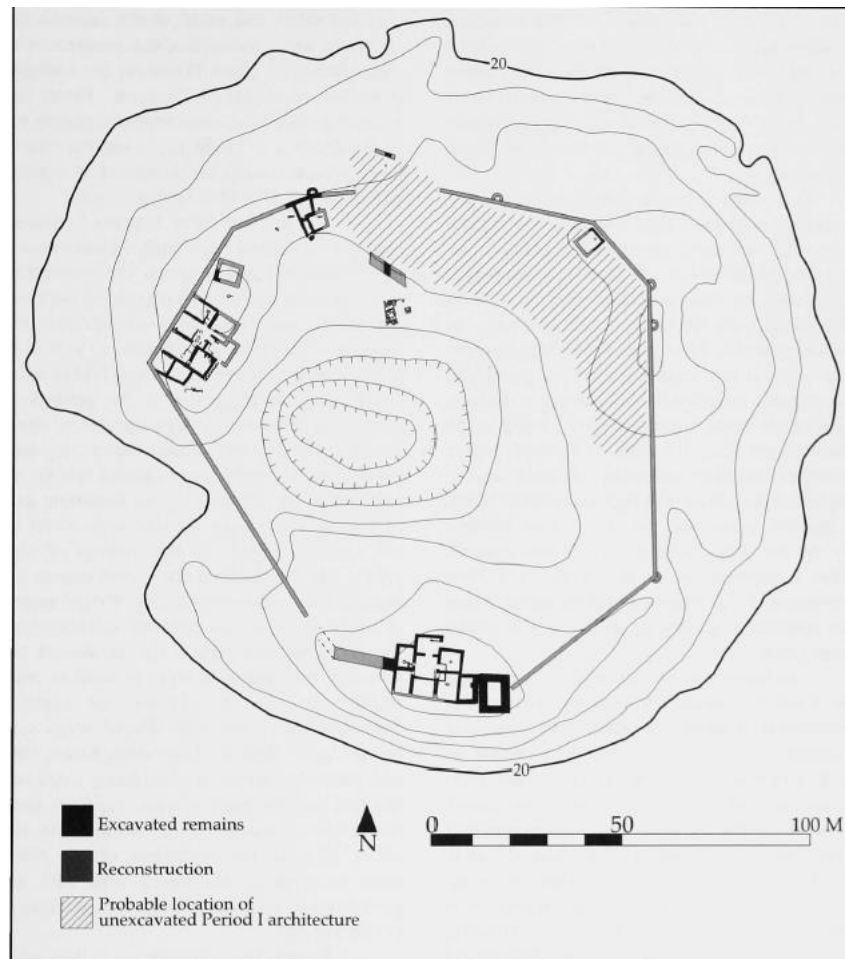 20
20
Excavated remains
Reconstruction
Probable location of
unexcavated Period I architecture
N
0 50 100 M